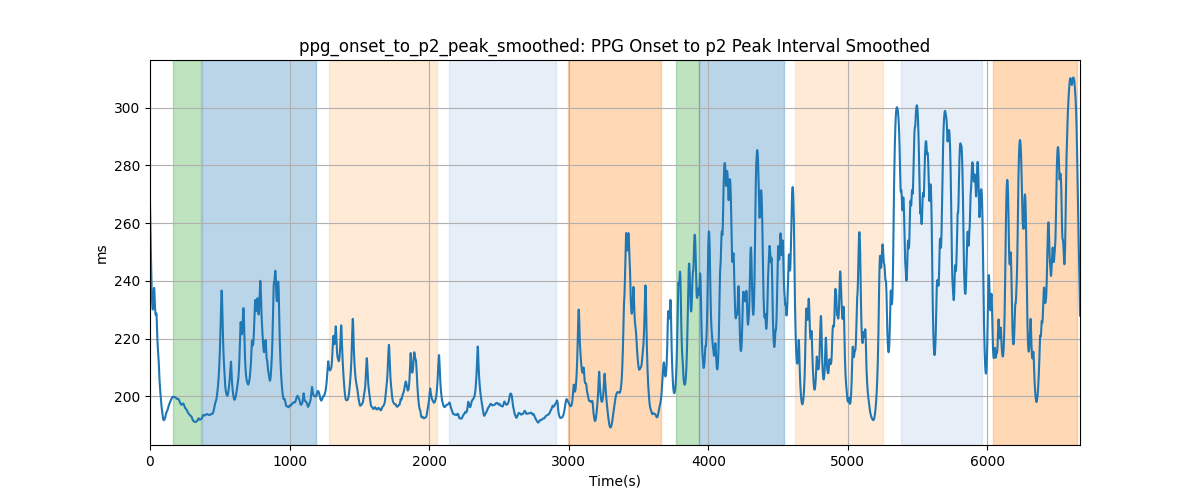 ppg_onset_to_p2_peak_smoothed: PPG Onset to p2 Peak Interval Smoothed
300
280
260
240
220
200
ms
0 1000 2000 3000 4000 5000 6000
Time(s)